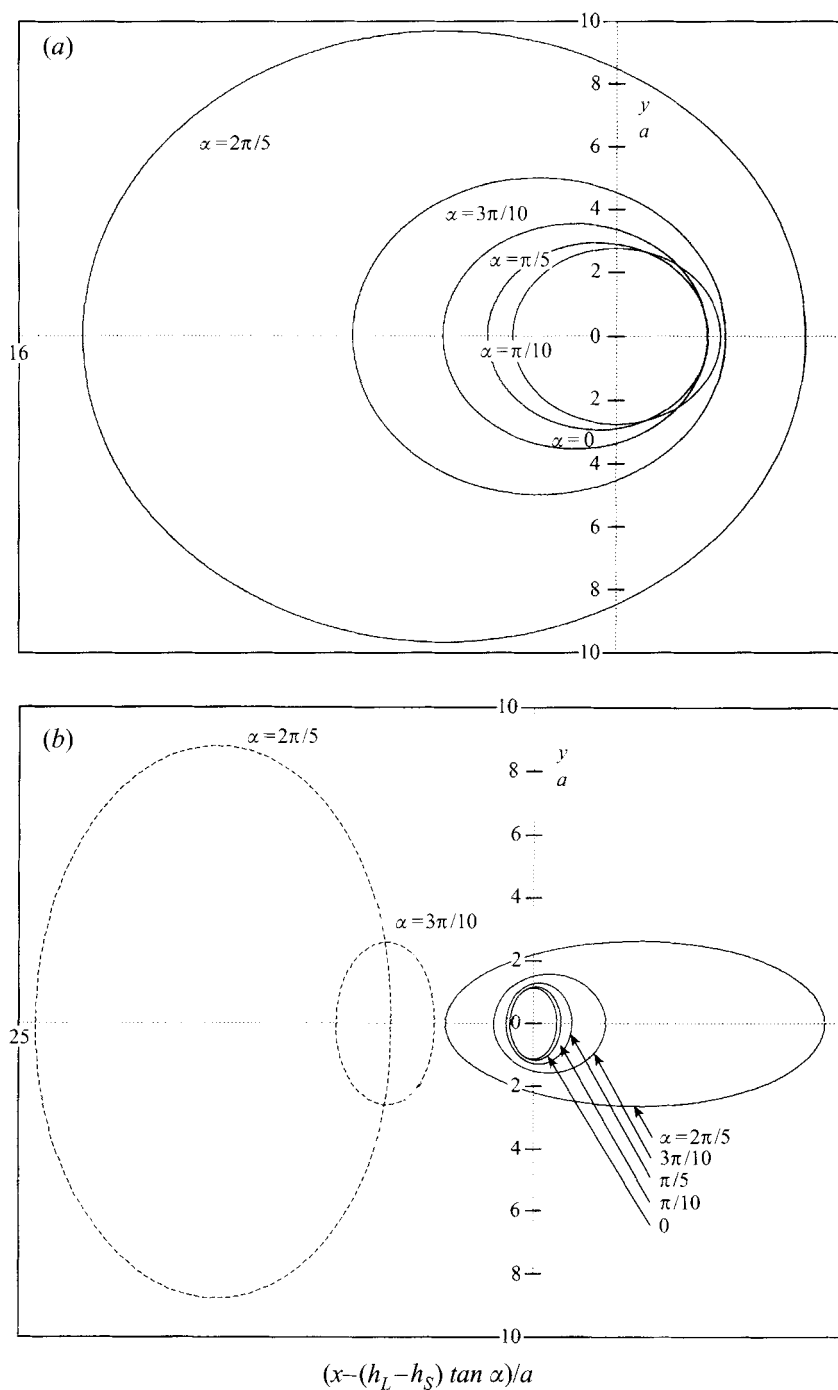 10
(a)
8
y
a
α = 2π/5
6
4
α = 3π/10
α = π/5
2
0
16
α = π/10
2
α = 0
4
6
8
10
10
(b)
α = 2π/5
8
y
a
6
4
α = 3π/10
2
0
25
2
α = 2π/5
4
3π/10
π/5
6
π/10
0
8
10
(x–(h_L–h_S) tan α)/a